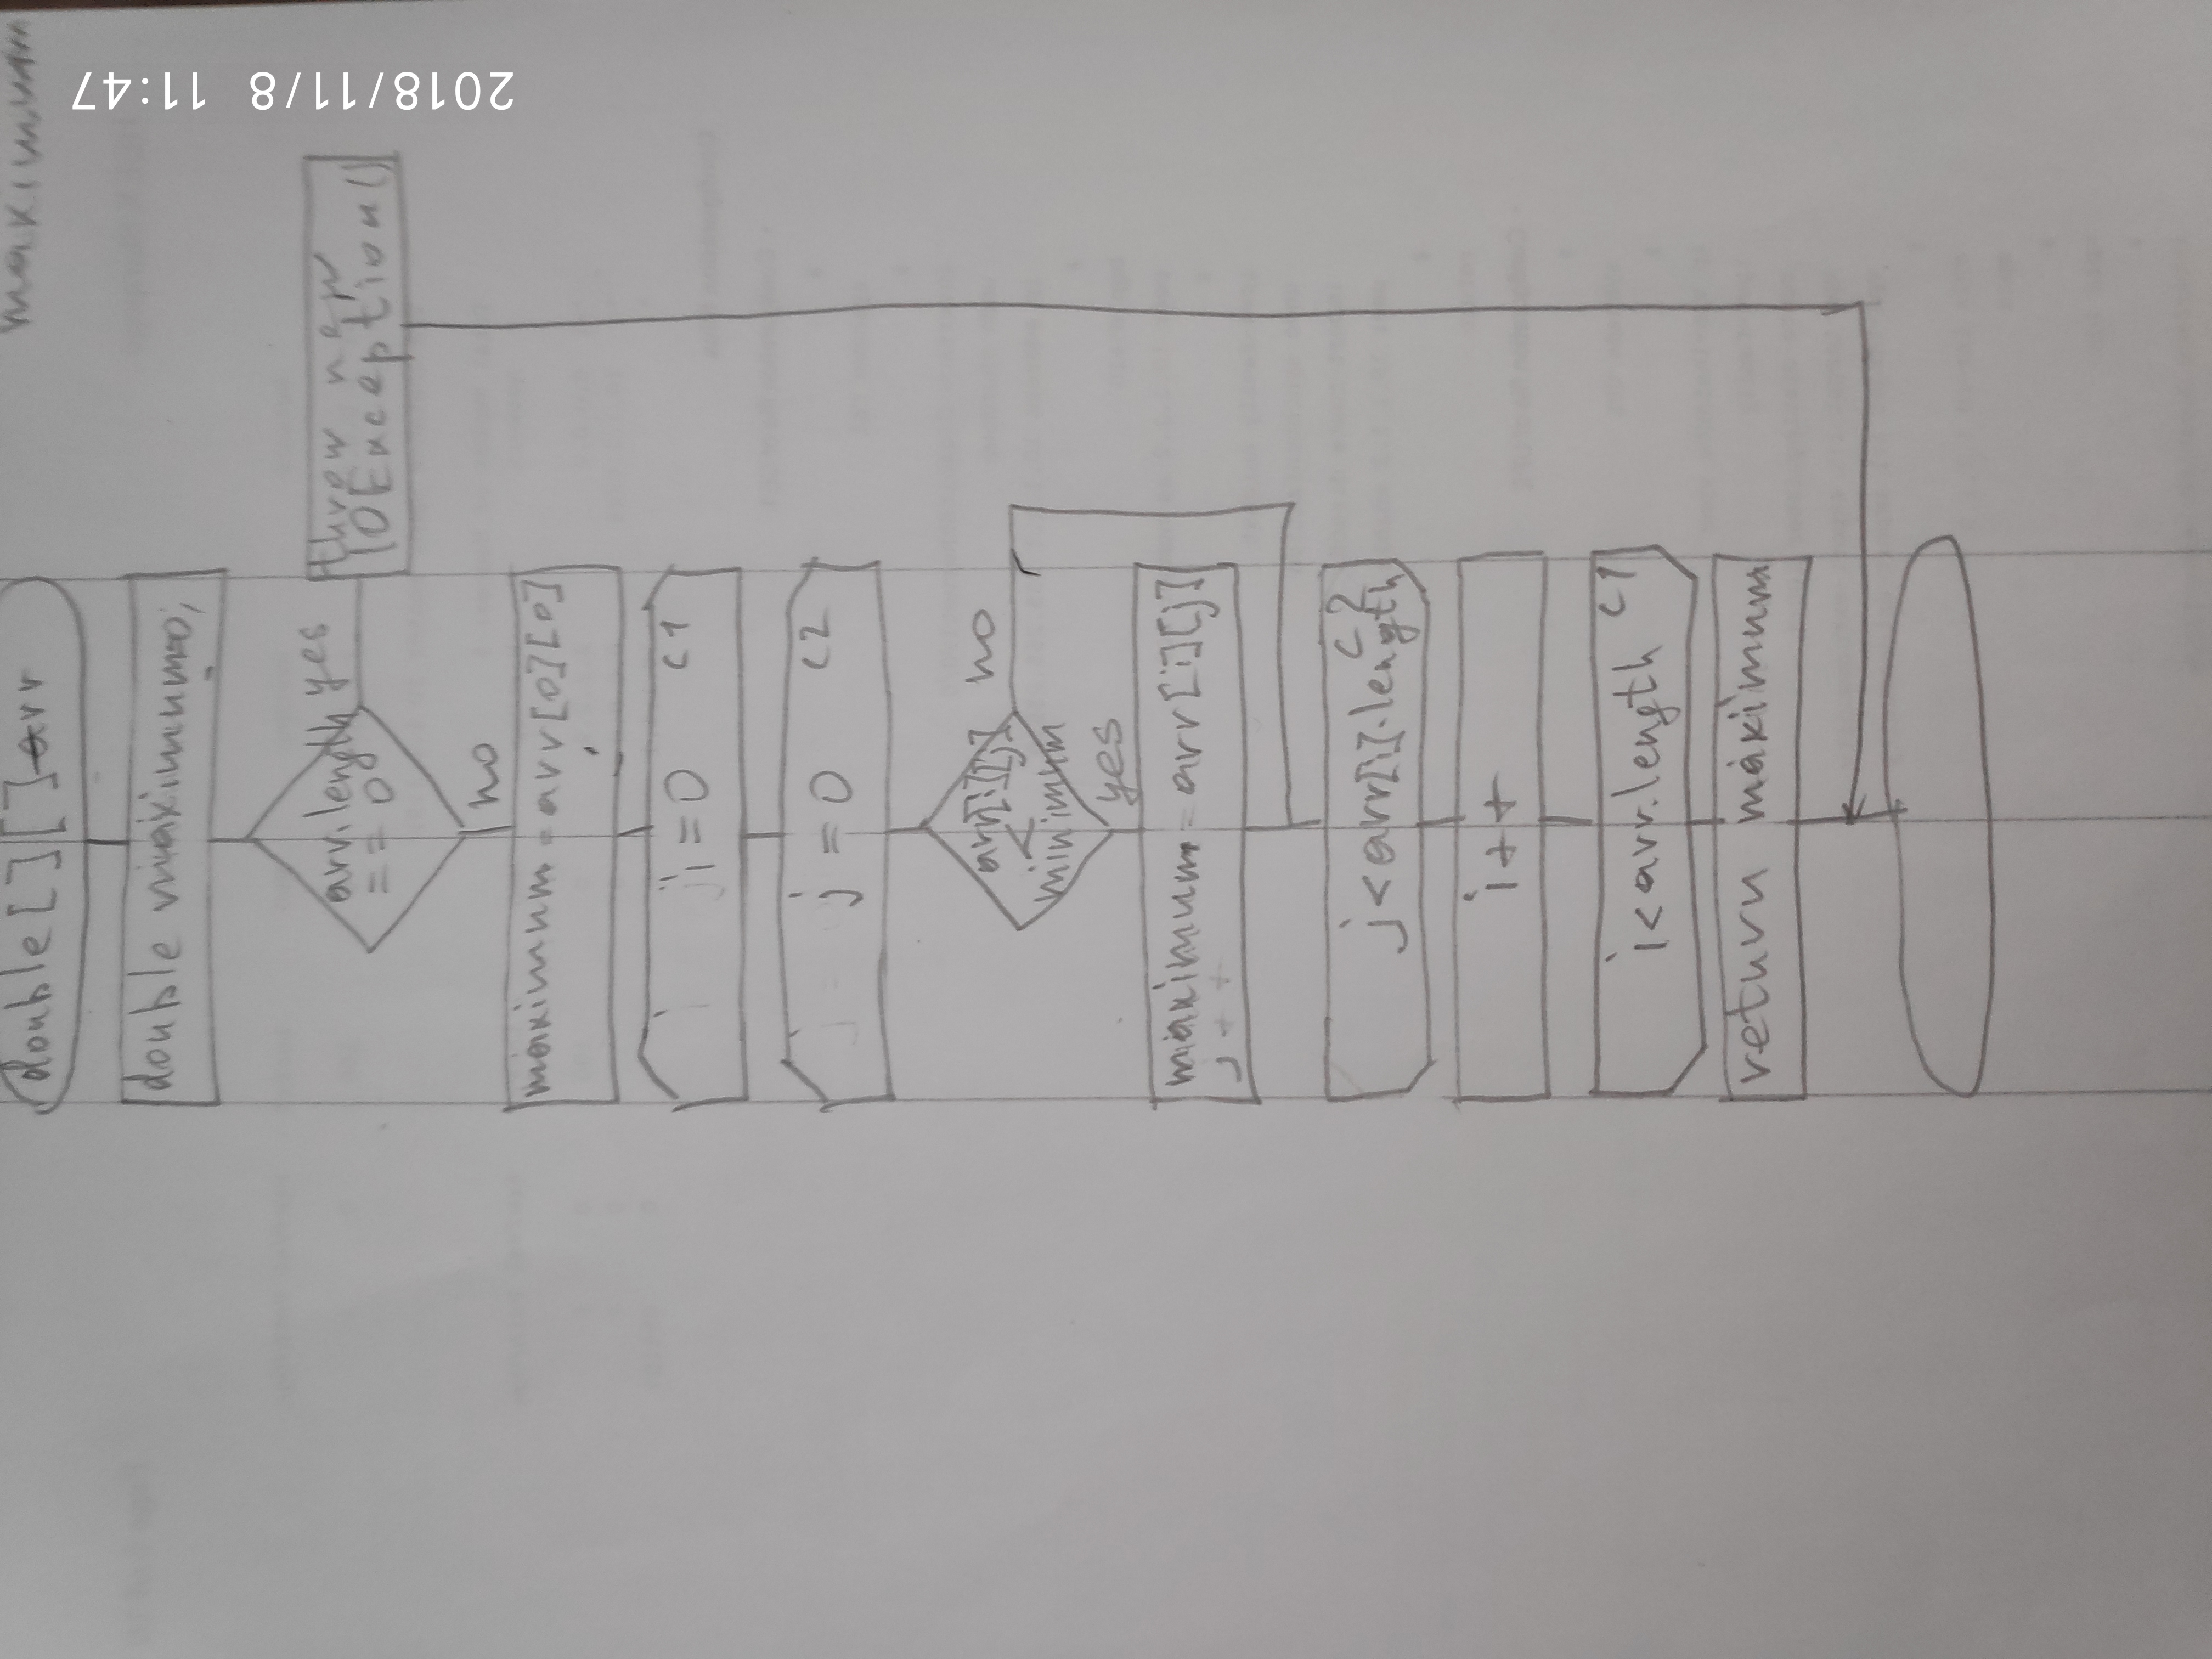 maximum
double[][]arr
double maximum=0;
arr.length
== 0
yes
threw new
IOException()
no
maximum = arr[0][0]
i = 0 c1
j = 0 c2
arr[i][j]
<
minimum
no
yes
maximum = arr[i][j]
j++
j<arr[i].length c2
i++
i<arr.length c1
return maximum
2018/11/8 11:47